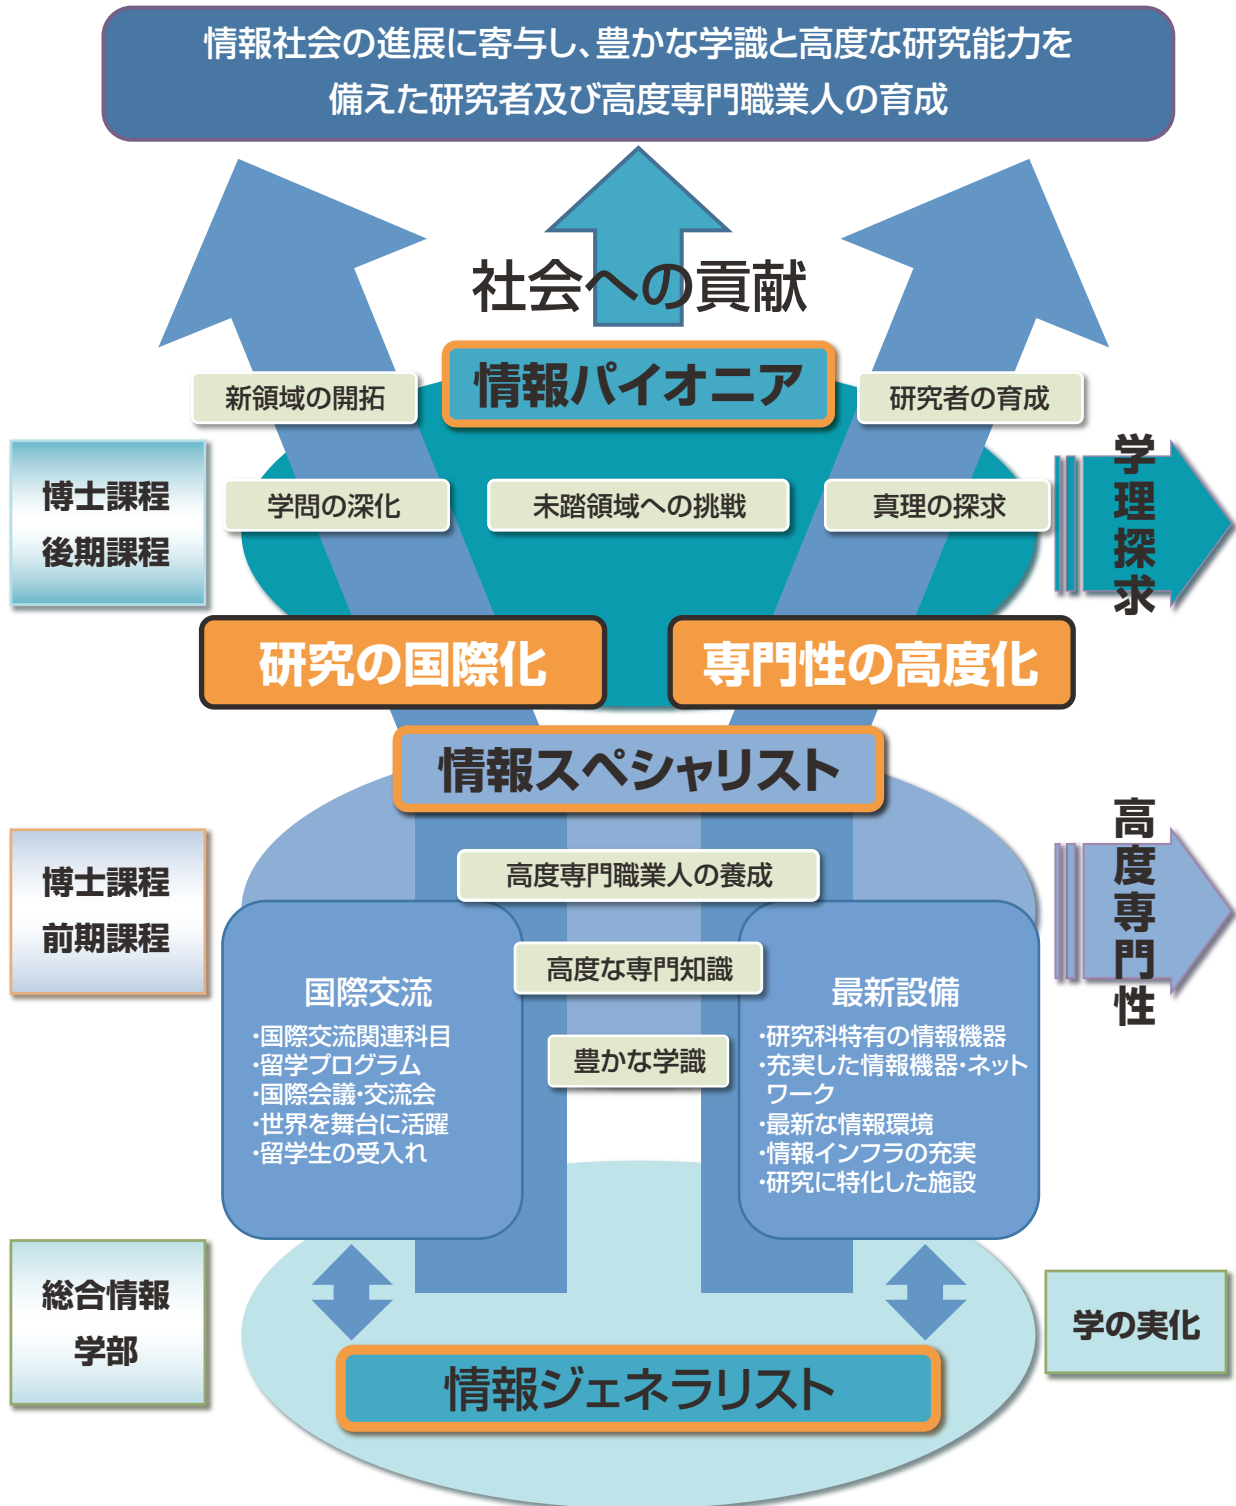 情報社会の進展に寄与し、豊かな学識と高度な研究能力を
備えた研究者及び高度専門職業人の育成
社会への貢献
情報パイオニア
新領域の開拓
研究者の育成
博士課程
後期課程
学問の深化
未踏領域への挑戦
真理の探求
学理探求
研究の国際化
専門性の高度化
情報スペシャリスト
博士課程
前期課程
高度専門職業人の養成
高度な専門知識
豊かな学識
高度専門性
国際交流
・国際交流関連科目
・留学プログラム
・国際会議・交流会
・世界を舞台に活躍
・留学生の受入れ
最新設備
・研究科特有の情報機器
・充実した情報機器・ネット
ワーク
・最新な情報環境
・情報インフラの充実
・研究に特化した施設
総合情報
学部
学の実化
情報ジェネラリスト